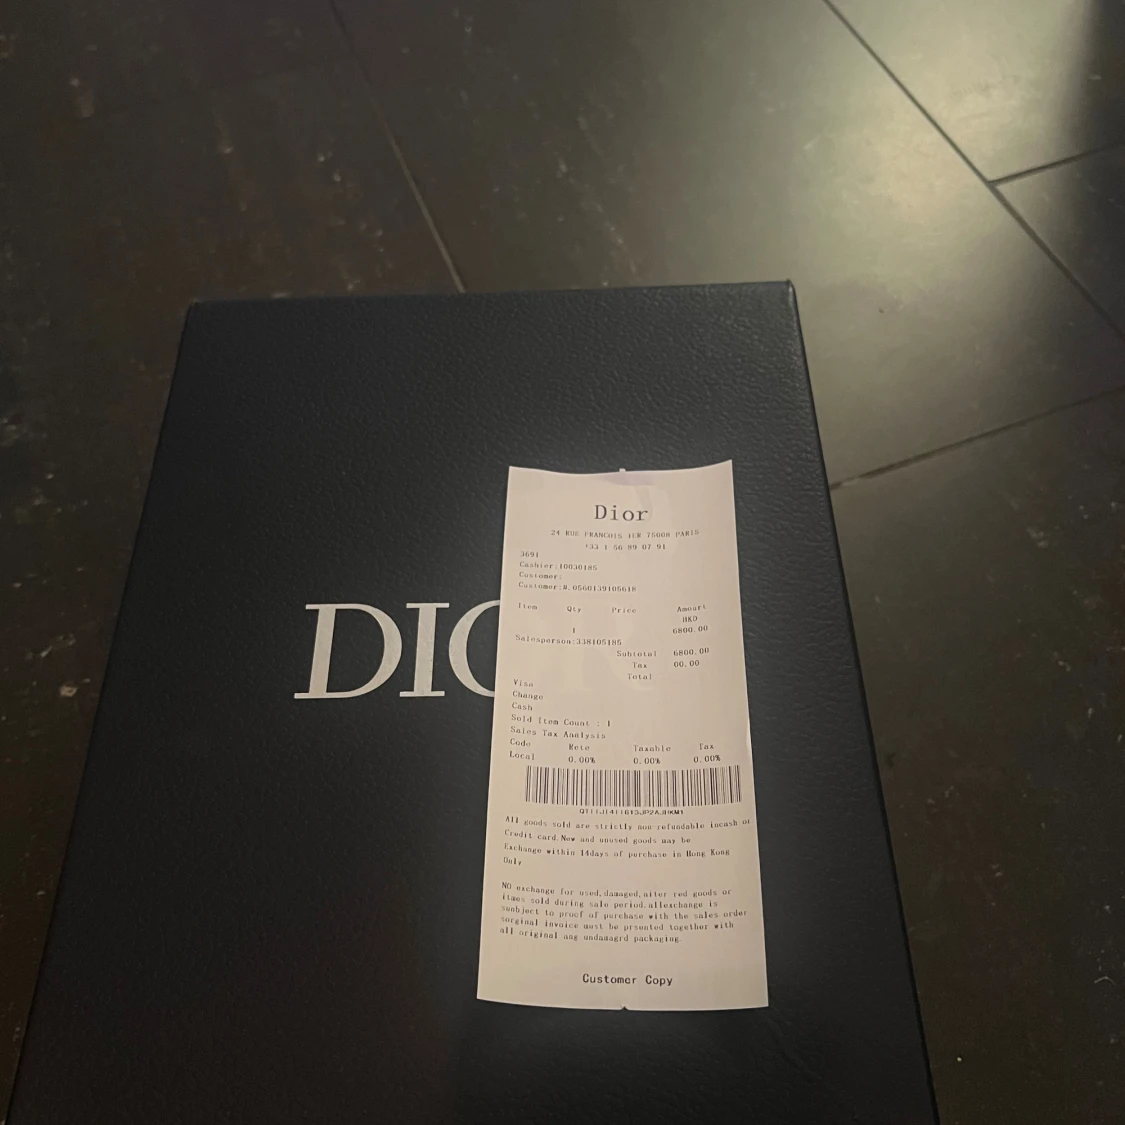 DIOR
Dior
24 RUE FRANCOIS 1ER 75008 PARIS
+33 1 56 89 07 91
3691
Cashier:10030185
Customer:
Customer:#.0560139105618
Item Qty Price Amount
HKD
1 6800.00
Salesperson:338105185
Subtotal 6800.00
Tax 00.00
Total
Visa
Change
Cash
Sold Item Count : 1
Sales Tax Analysis
Code Rete Taxable Tax
Local 0.00% 0.00% 0.00%
All goods sold are strictly non refundable incash or
Credit card.Now and unused goods may be
Exchange within 14days of purchase in Hong Kong
Only
NO exchange for used,damaged,alter red goods or
itmes sold during sale period.allexchange is
sunbject to proof of purchase with the sales order
sorginal invoice must be prsented together with
all original ang undamagrd packaging.
Customer Copy